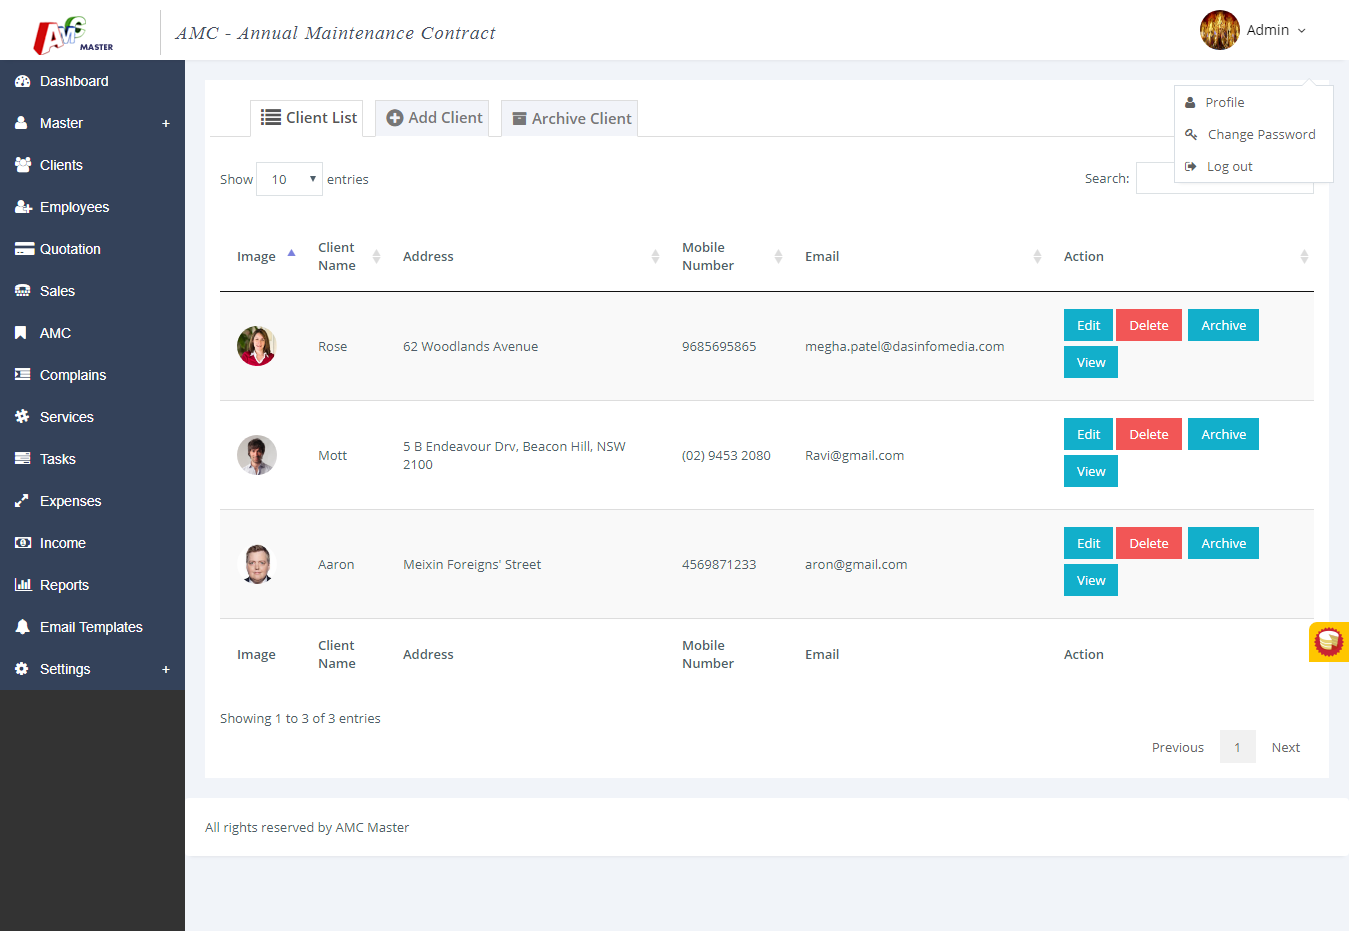 AMC MASTER
AMC - Annual Maintenance Contract
Admin
Dashboard
Master +
Clients
Employees
Quotation
Sales
AMC
Complains
Services
Tasks
Expenses
Income
Reports
Email Templates
Settings +
Profile
Change Password
Log out
Client List
Add Client
Archive Client
Show 10 entries
Search:
Image Client Name Address Mobile Number Email Action
Rose 62 Woodlands Avenue 9685695865 megha.patel@dasinfomedia.com Edit Delete Archive
View
Mott 5 B Endeavour Drv, Beacon Hill, NSW 2100 (02) 9453 2080 Ravi@gmail.com Edit Delete Archive
View
Aaron Meixin Foreigns' Street 4569871233 aron@gmail.com Edit Delete Archive
View
Image Client Name Address Mobile Number Email Action
Showing 1 to 3 of 3 entries
Previous 1 Next
All rights reserved by AMC Master